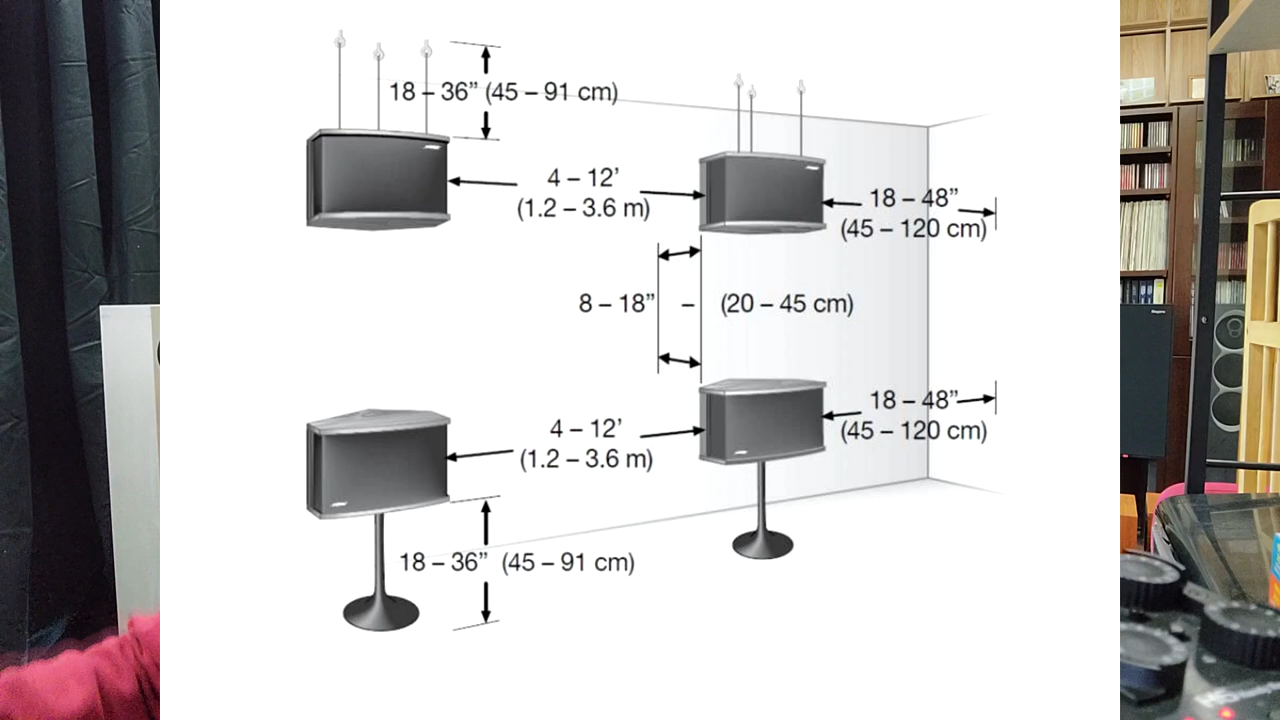 18 – 36” (45 – 91 cm)
4 – 12’
(1.2 – 3.6 m)
18 – 48”
(45 – 120 cm)
8 – 18” – (20 – 45 cm)
18 – 48”
(45 – 120 cm)
4 – 12’
(1.2 – 3.6 m)
18 – 36” (45 – 91 cm)